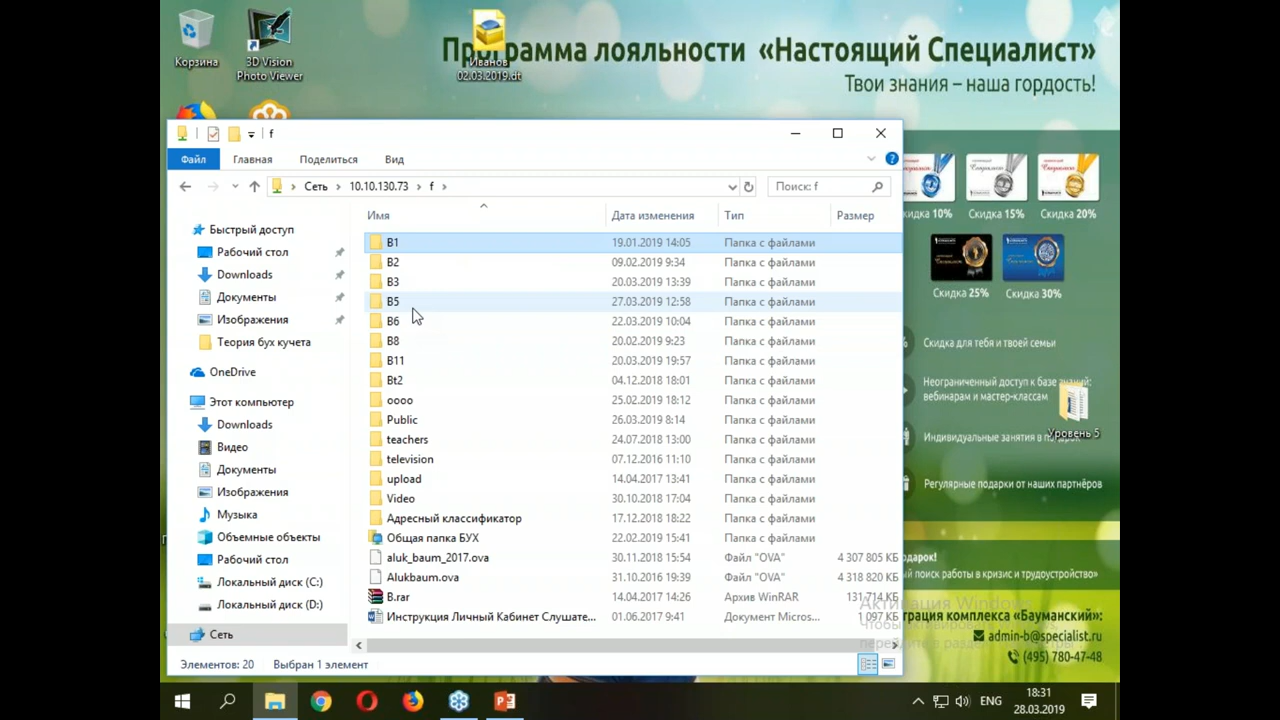 Корзина
3D Vision
Photo Viewer
Иванов
02.03.2019.dt
Программа лояльности «Настоящий Специалист»
Твои знания – наша гордость!
f
Файл
Главная
Поделиться
Вид
Сеть
10.10.130.73
f
Поиск: f
Имя
Дата изменения
Тип
Размер
Быстрый доступ
Рабочий стол
Downloads
Документы
Изображения
Теория бух кучета
OneDrive
Этот компьютер
Downloads
Видео
Документы
Изображения
Музыка
Объемные объекты
Рабочий стол
Локальный диск (C:)
Локальный диск (D:)
Сеть
B1 19.01.2019 14:05 Папка с файлами
B2 09.02.2019 9:34 Папка с файлами
B3 20.03.2019 13:39 Папка с файлами
B5 27.03.2019 12:58 Папка с файлами
B6 22.03.2019 10:04 Папка с файлами
B8 20.02.2019 9:23 Папка с файлами
B11 20.03.2019 19:57 Папка с файлами
Bt2 04.12.2018 18:01 Папка с файлами
oooo 25.02.2019 18:12 Папка с файлами
Public 26.03.2019 8:14 Папка с файлами
teachers 24.07.2018 13:00 Папка с файлами
television 07.12.2016 11:10 Папка с файлами
upload 14.04.2017 13:41 Папка с файлами
Video 30.10.2018 17:04 Папка с файлами
Адресный классификатор 17.12.2018 18:22 Папка с файлами
Общая папка БУХ 22.02.2019 15:41 Папка с файлами
aluk_baum_2017.ova 30.11.2018 15:54 Файл "OVA" 4 307 805 КБ
Alukbaum.ova 31.10.2016 19:39 Файл "OVA" 4 318 820 КБ
B.rar 14.04.2017 14:26 Архив WinRAR 131 714 КБ
Инструкция Личный Кабинет Слушате... 01.06.2017 9:41 Документ Micros... 1 097 КБ
Элементов: 20
Выбран 1 элемент
кидка 10%
Скидка 15%
Скидка 20%
Скидка 25%
Скидка 30%
Скидка для тебя и твоей семьи
Неограниченный доступ к базе знаний:
вебинарам и мастер-классам
Уровень 5
Индивидуальные занятия в
Регулярные подарки от наших партнёров
одарок!
ый поиск работы в кризис и трудоустройство»
Активация Windows
трация комплекса «Бауманский»:
admin-b@specialist.ru
(495) 780-47-48
ENG
18:31
28.03.2019